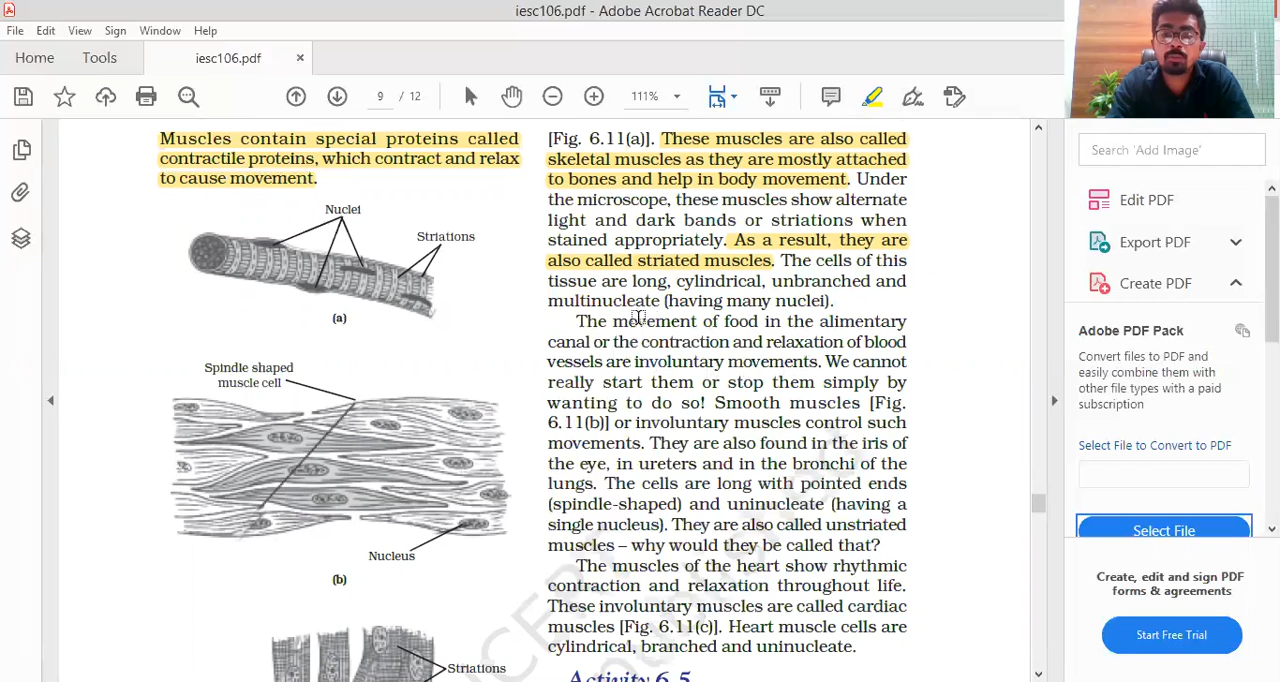 iesc106.pdf - Adobe Acrobat Reader DC
File Edit View Sign Window Help
Home Tools iesc106.pdf ×
9 / 12 111%
Muscles contain special proteins called
contractile proteins, which contract and relax
to cause movement.
Nuclei
Striations
(a)
Spindle shaped
muscle cell
Nucleus
(b)
Striations
[Fig. 6.11(a)]. These muscles are also called
skeletal muscles as they are mostly attached
to bones and help in body movement. Under
the microscope, these muscles show alternate
light and dark bands or striations when
stained appropriately. As a result, they are
also called striated muscles. The cells of this
tissue are long, cylindrical, unbranched and
multinucleate (having many nuclei).
The movement of food in the alimentary
canal or the contraction and relaxation of blood
vessels are involuntary movements. We cannot
really start them or stop them simply by
wanting to do so! Smooth muscles [Fig.
6.11(b)] or involuntary muscles control such
movements. They are also found in the iris of
the eye, in ureters and in the bronchi of the
lungs. The cells are long with pointed ends
(spindle-shaped) and uninucleate (having a
single nucleus). They are also called unstriated
muscles – why would they be called that?
The muscles of the heart show rhythmic
contraction and relaxation throughout life.
These involuntary muscles are called cardiac
muscles [Fig. 6.11(c)]. Heart muscle cells are
cylindrical, branched and uninucleate.
Activity 6.5
Search 'Add Image'
Edit PDF
Export PDF
Create PDF
Adobe PDF Pack
Convert files to PDF and
easily combine them with
other file types with a paid
subscription
Select File to Convert to PDF
Select File
Create, edit and sign PDF
forms & agreements
Start Free Trial